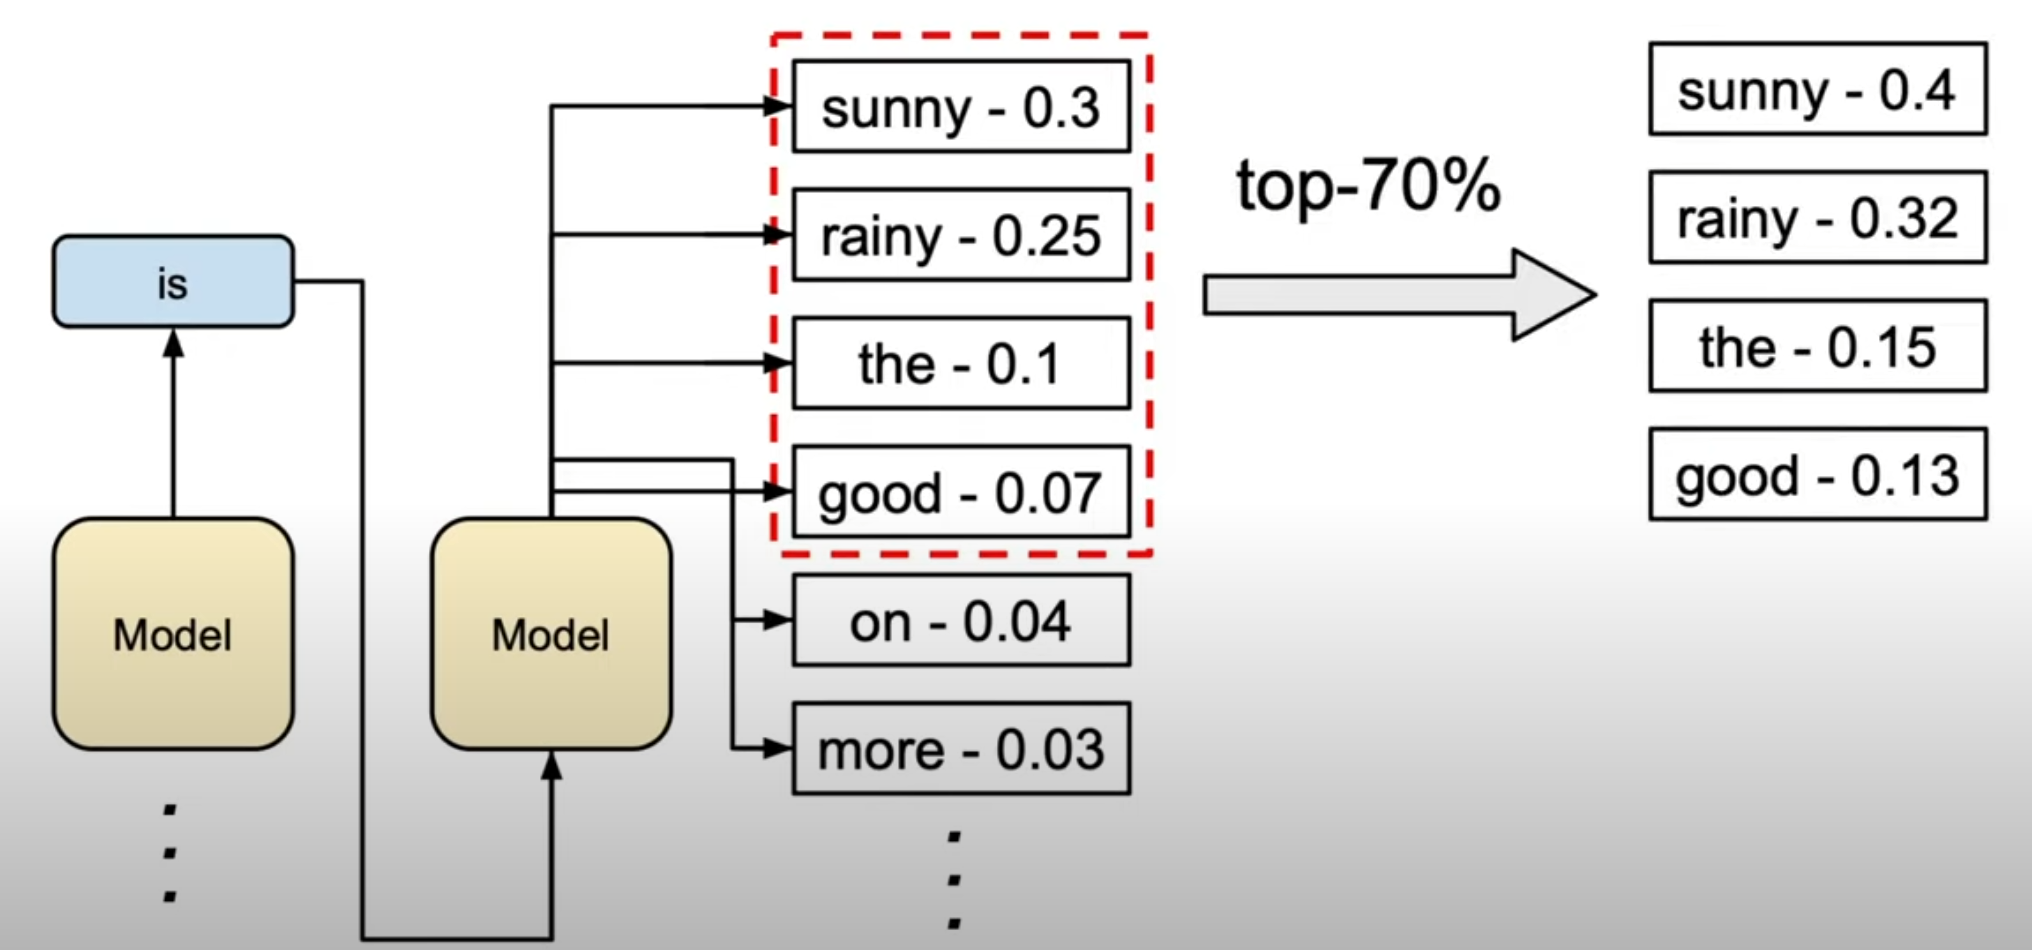 is
Model
Model
sunny - 0.3
rainy - 0.25
the - 0.1
good - 0.07
on - 0.04
more - 0.03
top-70%
sunny - 0.4
rainy - 0.32
the - 0.15
good - 0.13